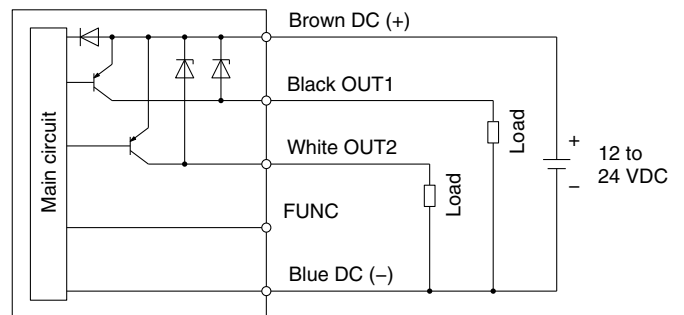 Brown DC (+)
Black OUT1
White OUT2
FUNC
Blue DC (−)
Main circuit
Load
Load
+
−
12 to
24 VDC